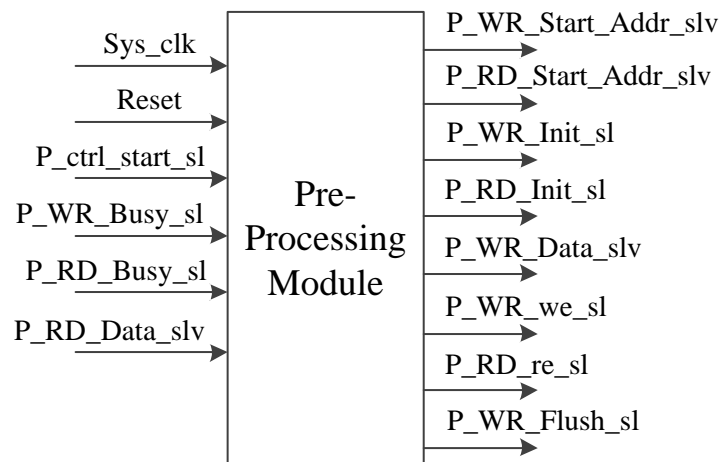 Sys_clk
Reset
P_ctrl_start_sl
P_WR_Busy_sl
P_RD_Busy_sl
P_RD_Data_slv
Pre-
Processing
Module
P_WR_Start_Addr_slv
P_RD_Start_Addr_slv
P_WR_Init_sl
P_RD_Init_sl
P_WR_Data_slv
P_WR_we_sl
P_RD_re_sl
P_WR_Flush_sl